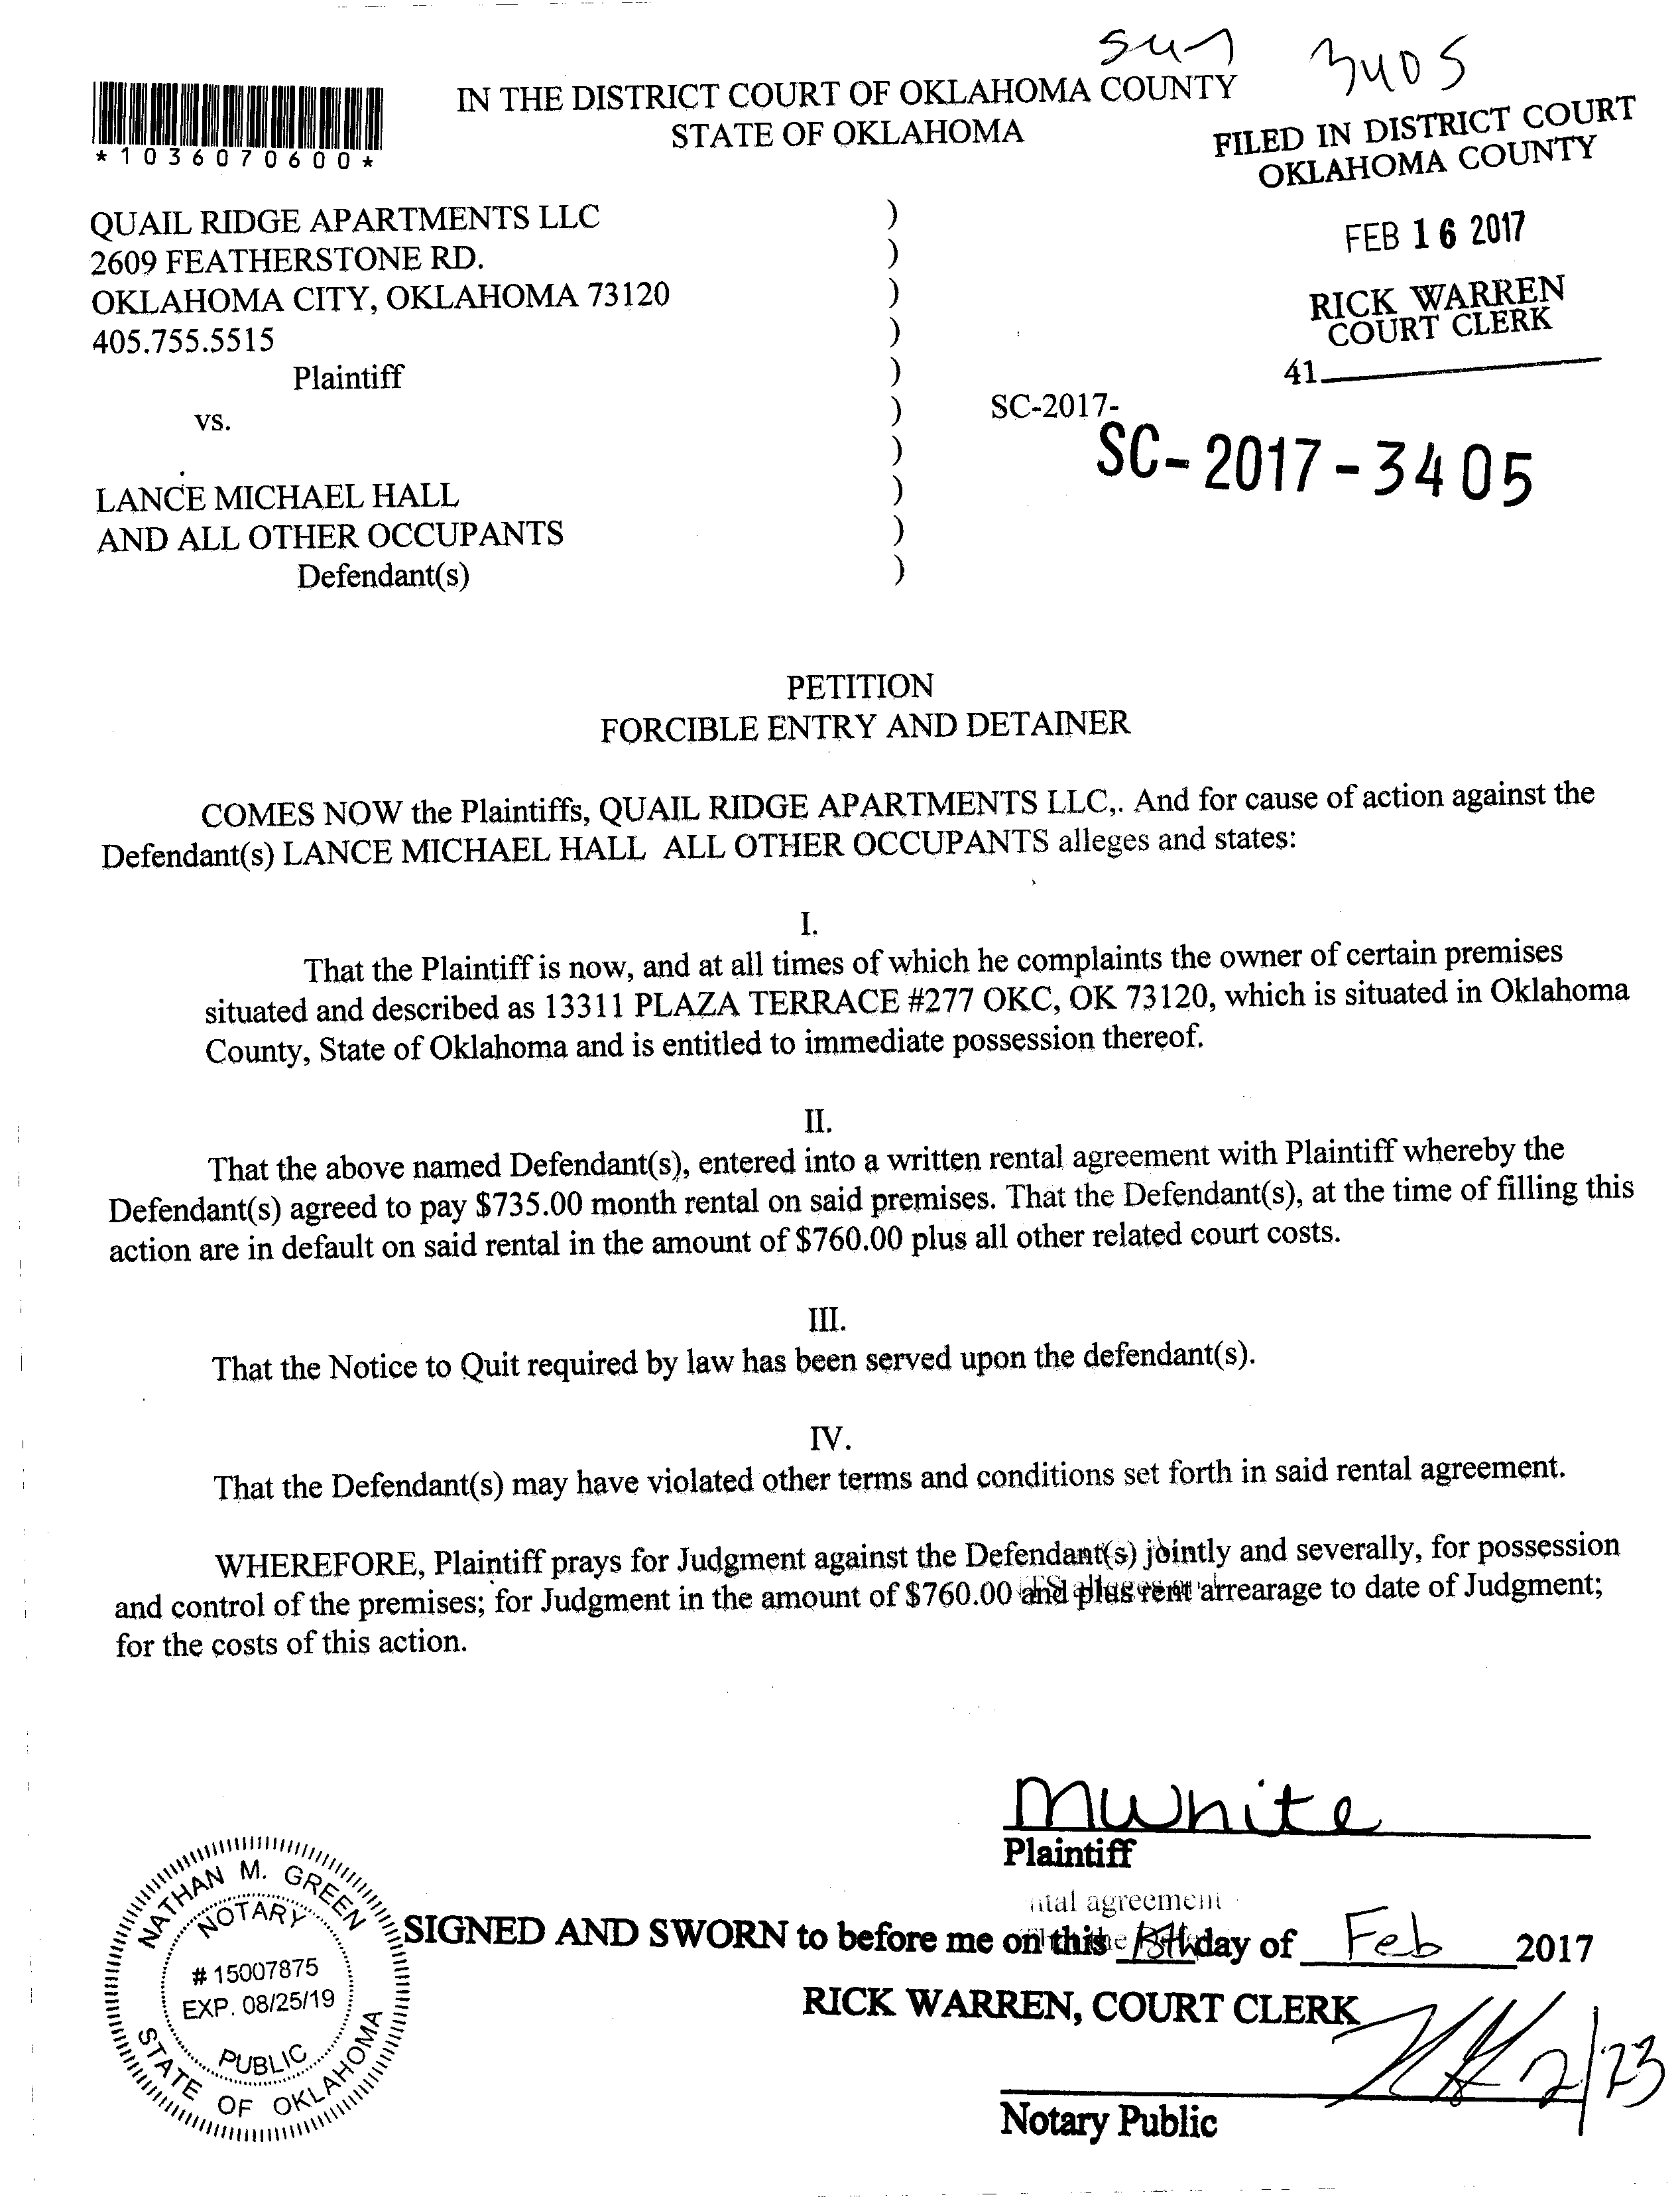 3405
IN THE DISTRICT COURT OF OKLAHOMA COUNTY
STATE OF OKLAHOMA
*1036070600*
FILED IN DISTRICT COURT
OKLAHOMA COUNTY
FEB 16 2017
RICK WARREN
COURT CLERK
41
QUAIL RIDGE APARTMENTS LLC )
2609 FEATHERSTONE RD. )
OKLAHOMA CITY, OKLAHOMA 73120 )
405.755.5515 )
Plaintiff )
vs. ) SC-2017-
) SC-2017-3405
LANCE MICHAEL HALL )
AND ALL OTHER OCCUPANTS )
Defendant(s) )
PETITION
FORCIBLE ENTRY AND DETAINER
COMES NOW the Plaintiffs, QUAIL RIDGE APARTMENTS LLC,. And for cause of action against the
Defendant(s) LANCE MICHAEL HALL ALL OTHER OCCUPANTS alleges and states:
I.
That the Plaintiff is now, and at all times of which he complaints the owner of certain premises
situated and described as 13311 PLAZA TERRACE #277 OKC, OK 73120, which is situated in Oklahoma
County, State of Oklahoma and is entitled to immediate possession thereof.
II.
That the above named Defendant(s), entered into a written rental agreement with Plaintiff whereby the
Defendant(s) agreed to pay $735.00 month rental on said premises. That the Defendant(s), at the time of filling this
action are in default on said rental in the amount of $760.00 plus all other related court costs.
III.
That the Notice to Quit required by law has been served upon the defendant(s).
IV.
That the Defendant(s) may have violated other terms and conditions set forth in said rental agreement.
WHEREFORE, Plaintiff prays for Judgment against the Defendant(s) jointly and severally, for possession
and control of the premises; for Judgment in the amount of $760.00 and plus rent arrearage to date of Judgment;
for the costs of this action.
MWhite
Plaintiff
ntal agreement
SIGNED AND SWORN to before me on this day of Feb 2017
RICK WARREN, COURT CLERK
2/23
Notary Public
NATHAN M. GREEN
NOTARY
# 15007875
EXP. 08/25/19
PUBLIC
STATE OF OKLAHOMA